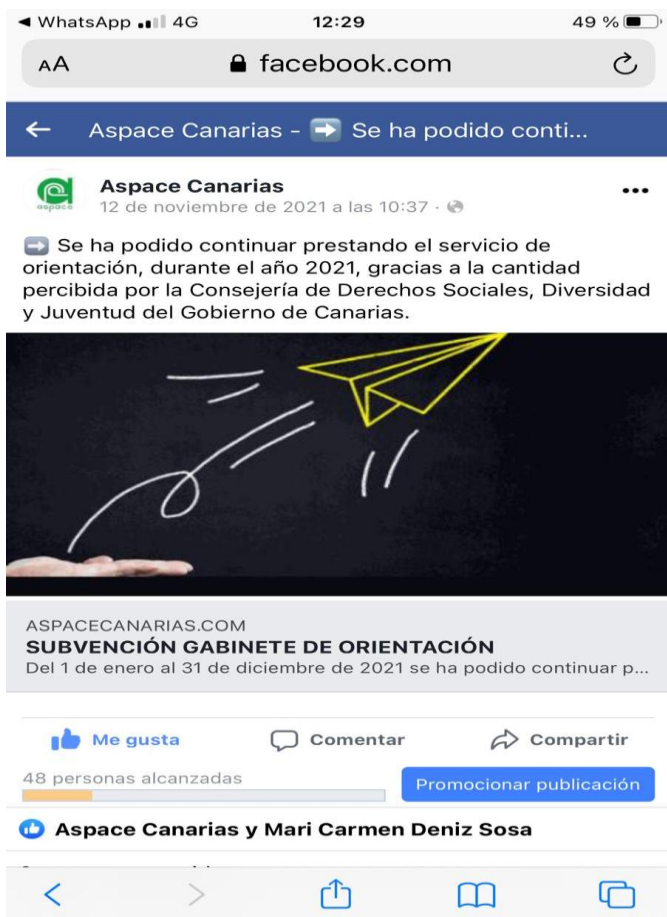 WhatsApp 4G 12:29 49 %
AA facebook.com
Aspace Canarias - ➡ Se ha podido conti...
aspace
Aspace Canarias
12 de noviembre de 2021 a las 10:37 ·
➡ Se ha podido continuar prestando el servicio de
orientación, durante el año 2021, gracias a la cantidad
percibida por la Consejería de Derechos Sociales, Diversidad
y Juventud del Gobierno de Canarias.
ASPACECANARIAS.COM
SUBVENCIÓN GABINETE DE ORIENTACIÓN
Del 1 de enero al 31 de diciembre de 2021 se ha podido continuar p...
Me gusta Comentar Compartir
48 personas alcanzadas
Promocionar publicación
Aspace Canarias y Mari Carmen Deniz Sosa